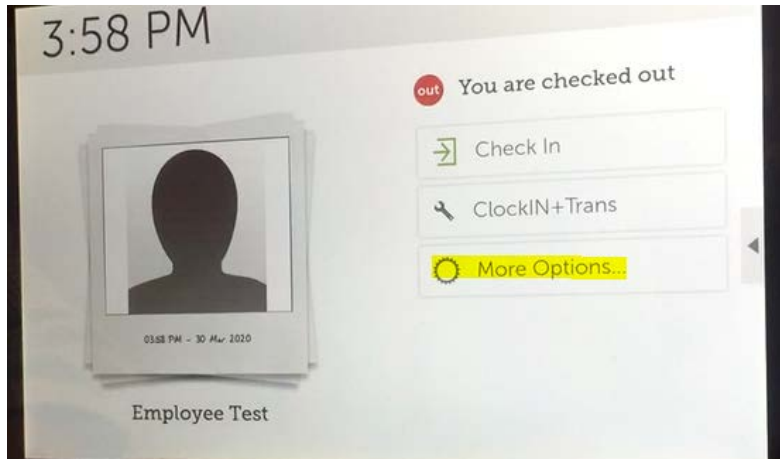 3:58 PM
out You are checked out
Check In
ClockIN+Trans
More Options...
03:58 PM - 30 Mar 2020
Employee Test